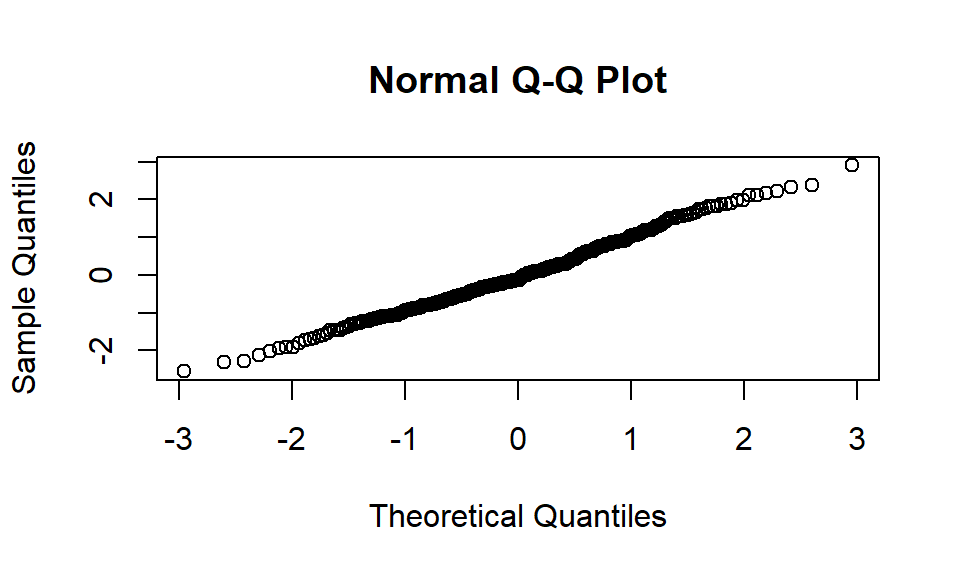 Normal Q-Q Plot
Sample Quantiles
2
0
-2
-3 -2 -1 0 1 2 3
Theoretical Quantiles